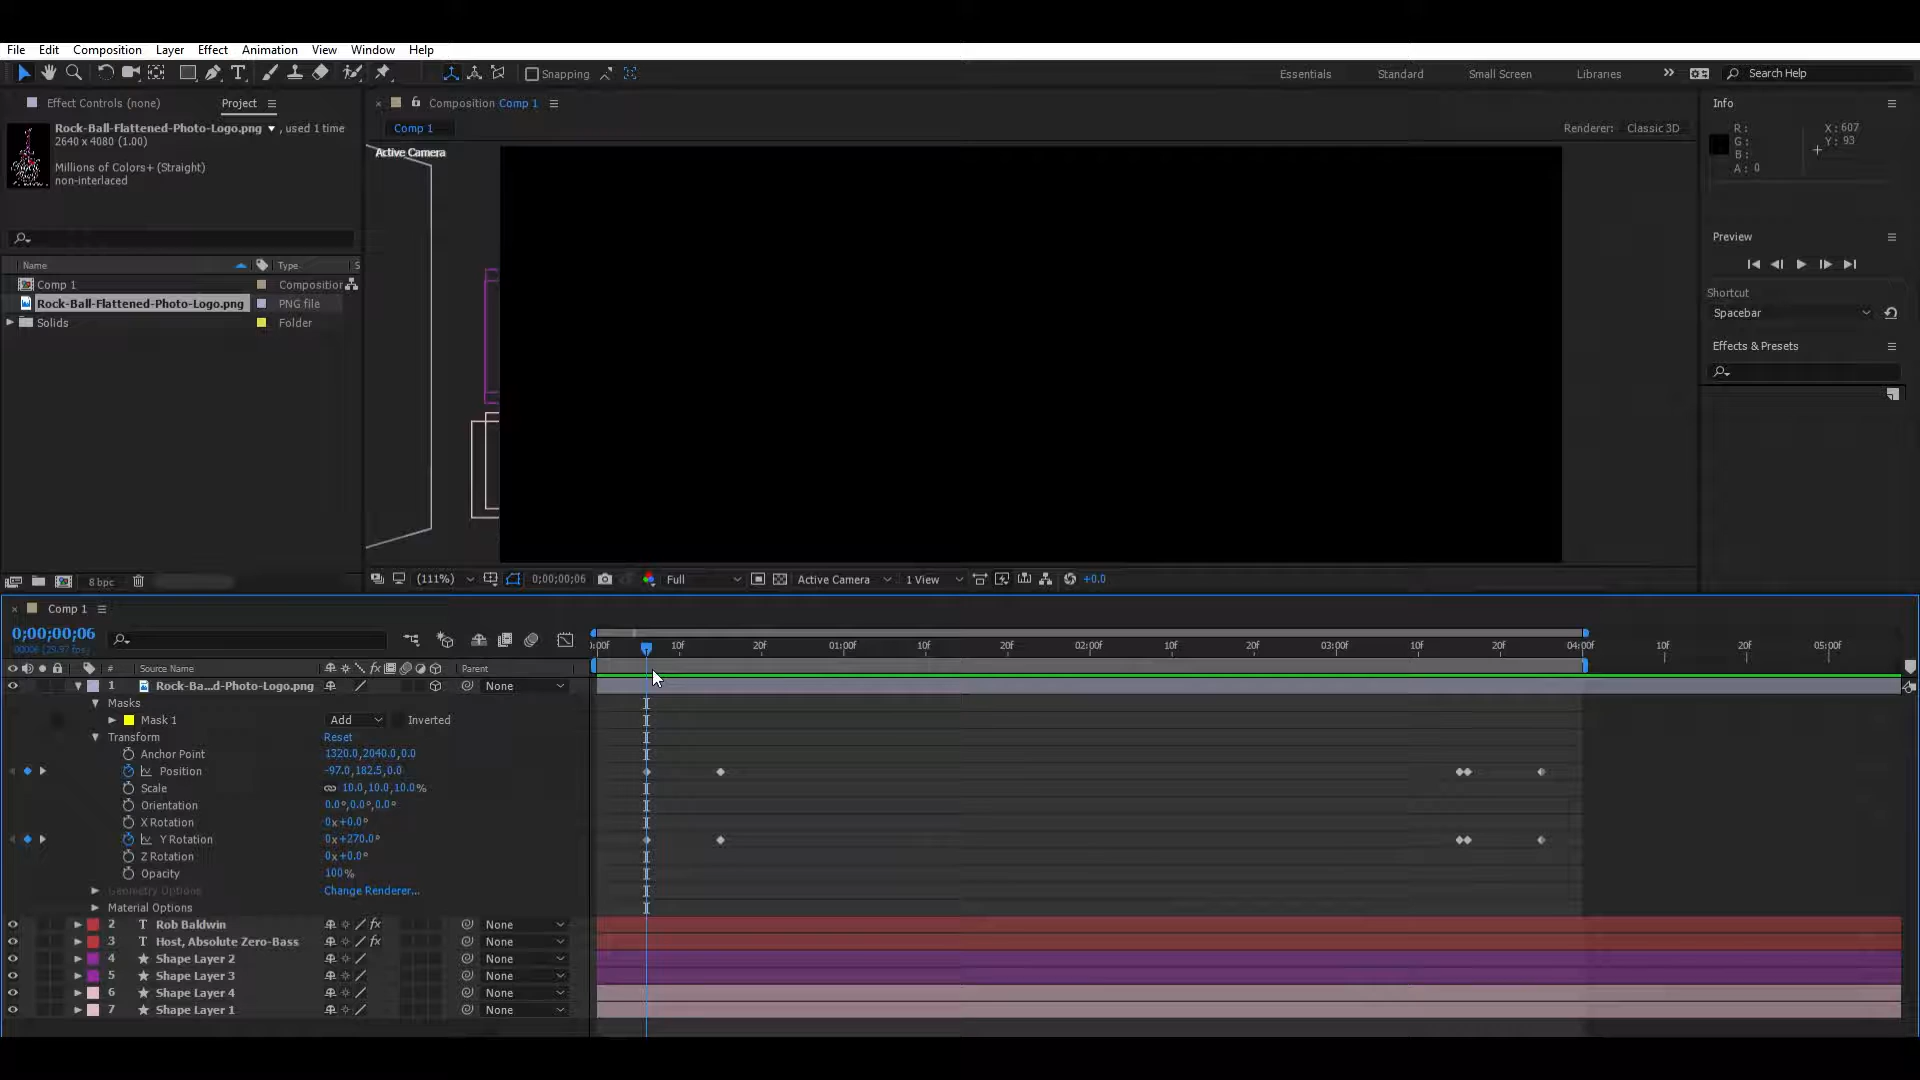 File Edit Composition Layer Effect Animation View Window Help
Snapping
Essentials Standard Small Screen Libraries » Search Help
Effect Controls (none) Project
Composition Comp 1
Info
Rock-Ball-Flattened-Photo-Logo.png , used 1 time
2640 x 4080 (1.00)
Millions of Colors+ (Straight)
non-interlaced
Comp 1
Renderer: Classic 3D
Active Camera
R:
G:
B:
A: 0
X: 607
Y: 93
Preview
Shortcut
Spacebar
Effects & Presets
Name Type S
Comp 1 Composition
Rock-Ball-Flattened-Photo-Logo.png PNG file
Solids Folder
8 bpc
(111%) 0;00;00;06 Full Active Camera 1 View +0.0
Comp 1
0;00;00;06
00006 (29.97 fps)
:00f 10f 20f 01:00f 10f 20f 02:00f 10f 20f 03:00f 10f 20f 04:00f 10f 20f 05:00f
# Source Name fx Parent
1 Rock-Ba...d-Photo-Logo.png None
Masks
Mask 1 Add Inverted
Transform Reset
Anchor Point 1320.0,2040.0,0.0
Position -97.0,182.5,0.0
Scale 10.0,10.0,10.0%
Orientation 0.0°,0.0°,0.0°
X Rotation 0x+0.0°
Y Rotation 0x+270.0°
Z Rotation 0x+0.0°
Opacity 100%
Geometry Options Change Renderer...
Material Options
2 T Rob Baldwin fx None
3 T Host, Absolute Zero-Bass fx None
4 Shape Layer 2 None
5 Shape Layer 3 None
6 Shape Layer 4 None
7 Shape Layer 1 None